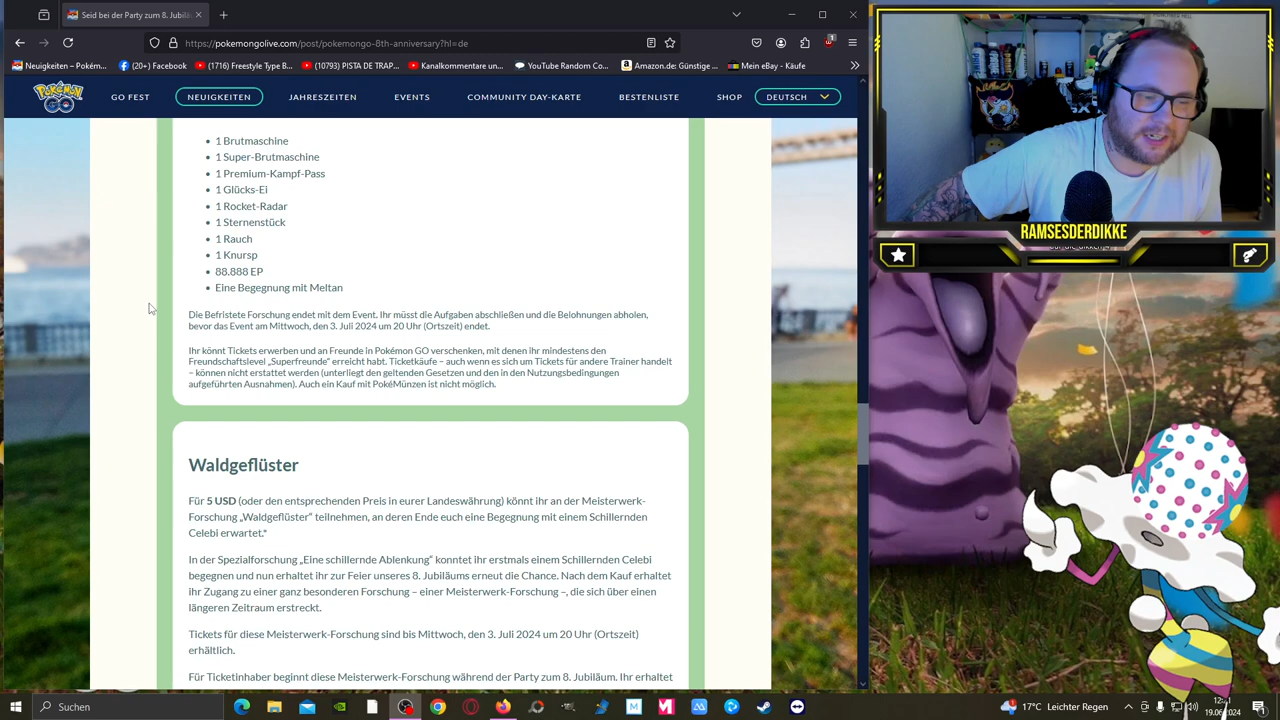 Seid bei der Party zum 8. Jubil
https://pokemongolive.com/post/pokemongo-8th-anniversary?hl=de
Neuigkeiten – Pokém...
(20+) Facebook
(1716) Freestyle Type B...
(10793) PISTA DE TRAP...
Kanalkommentare un...
YouTube Random Co...
Amazon.de: Günstige ...
Mein eBay - Käufe
Pokémon GO
GO FEST
NEUIGKEITEN
JAHRESZEITEN
EVENTS
COMMUNITY DAY-KARTE
BESTENLISTE
SHOP
DEUTSCH
• 1 Brutmaschine
• 1 Super-Brutmaschine
• 1 Premium-Kampf-Pass
• 1 Glücks-Ei
• 1 Rocket-Radar
• 1 Sternenstück
• 1 Rauch
• 1 Knursp
• 88.888 EP
• Eine Begegnung mit Meltan
Die Befristete Forschung endet mit dem Event. Ihr müsst die Aufgaben abschließen und die Belohnungen abholen,
bevor das Event am Mittwoch, den 3. Juli 2024 um 20 Uhr (Ortszeit) endet.
Ihr könnt Tickets erwerben und an Freunde in Pokémon GO verschenken, mit denen ihr mindestens den
Freundschaftslevel „Superfreunde“ erreicht habt. Ticketkäufe – auch wenn es sich um Tickets für andere Trainer handelt
– können nicht erstattet werden (unterliegt den geltenden Gesetzen und den in den Nutzungsbedingungen
aufgeführten Ausnahmen). Auch ein Kauf mit PokéMünzen ist nicht möglich.
Waldgeflüster
Für 5 USD (oder den entsprechenden Preis in eurer Landeswährung) könnt ihr an der Meisterwerk-
Forschung „Waldgeflüster“ teilnehmen, an deren Ende euch eine Begegnung mit einem Schillernden
Celebi erwartet.*
In der Spezialforschung „Eine schillernde Ablenkung“ konntet ihr erstmals einem Schillernden Celebi
begegnen und nun erhaltet ihr zur Feier unseres 8. Jubiläums erneut die Chance. Nach dem Kauf erhaltet
ihr Zugang zu einer ganz besonderen Forschung – einer Meisterwerk-Forschung –, die sich über einen
längeren Zeitraum erstreckt.
Tickets für diese Meisterwerk-Forschung sind bis Mittwoch, den 3. Juli 2024 um 20 Uhr (Ortszeit)
erhältlich.
Für Ticketinhaber beginnt diese Meisterwerk-Forschung während der Party zum 8. Jubiläum. Ihr erhaltet
RAMSESDERDIKKE
Suchen
17°C Leichter Regen